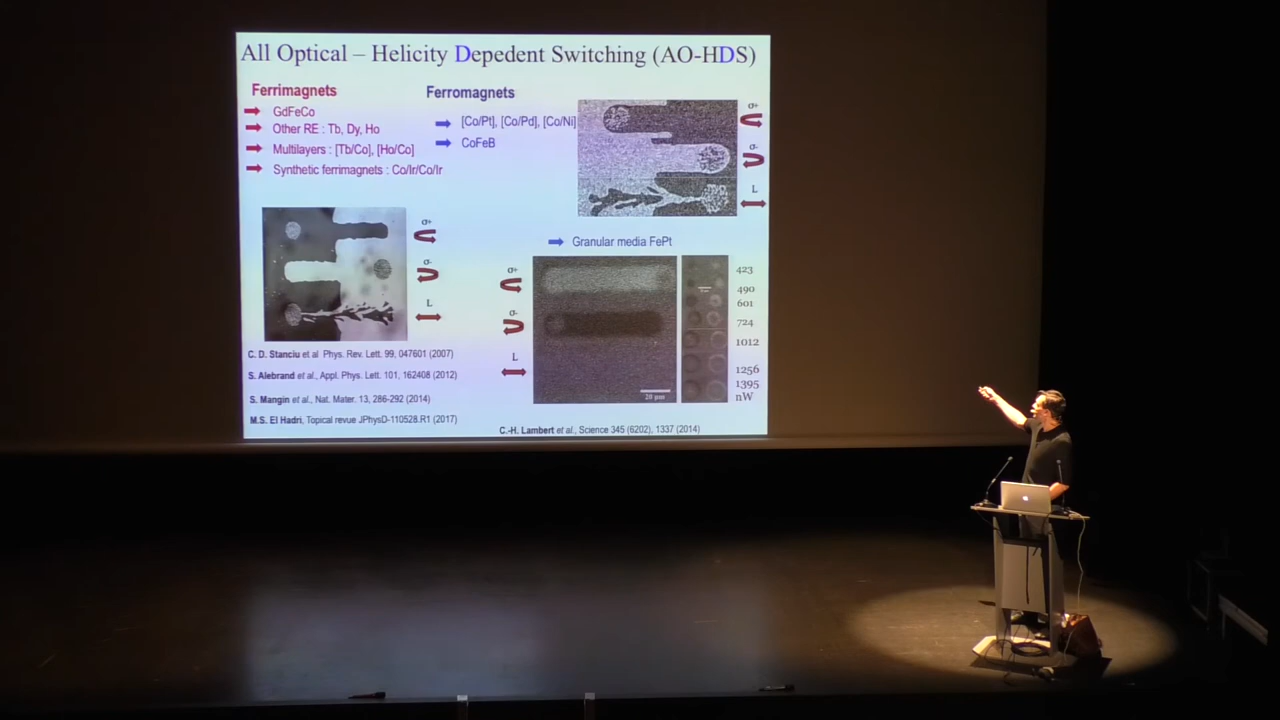 All Optical – Helicity Depedent Switching (AO-HDS)
Ferrimagnets
GdFeCo
Other RE : Tb, Dy, Ho
Multilayers : [Tb/Co], [Ho/Co]
Synthetic ferrimagnets : Co/Ir/Co/Ir
Ferromagnets
[Co/Pt], [Co/Pd], [Co/Ni]
CoFeB
σ+
σ-
L
σ+
σ-
L
Granular media FePt
σ+
σ-
L
20 µm
423
490
601
724
1012
1256
1395
nW
C. D. Stanciu et al Phys. Rev. Lett. 99, 047601 (2007)
S. Alebrand et al., Appl. Phys. Lett. 101, 162408 (2012)
S. Mangin et al., Nat. Mater. 13, 286-292 (2014)
M.S. El Hadri, Topical revue JPhysD-110528.R1 (2017)
C.-H. Lambert et al., Science 345 (6202), 1337 (2014)